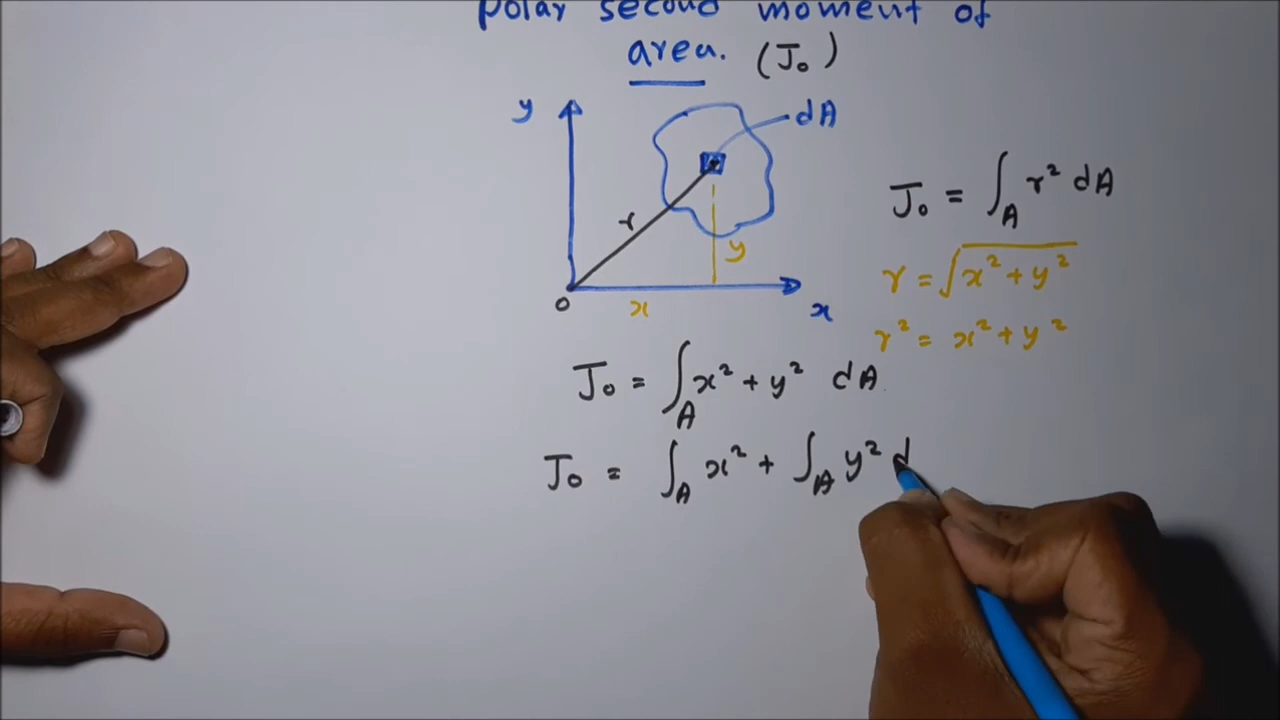 polar second moment of
area. (J₀)
y
dA
r
y
o
x
x
J₀ = ∫_A r² dA
r = √(x² + y²)
r² = x² + y²
J₀ = ∫_A x² + y² dA
J₀ = ∫_A x² + ∫_A y² d